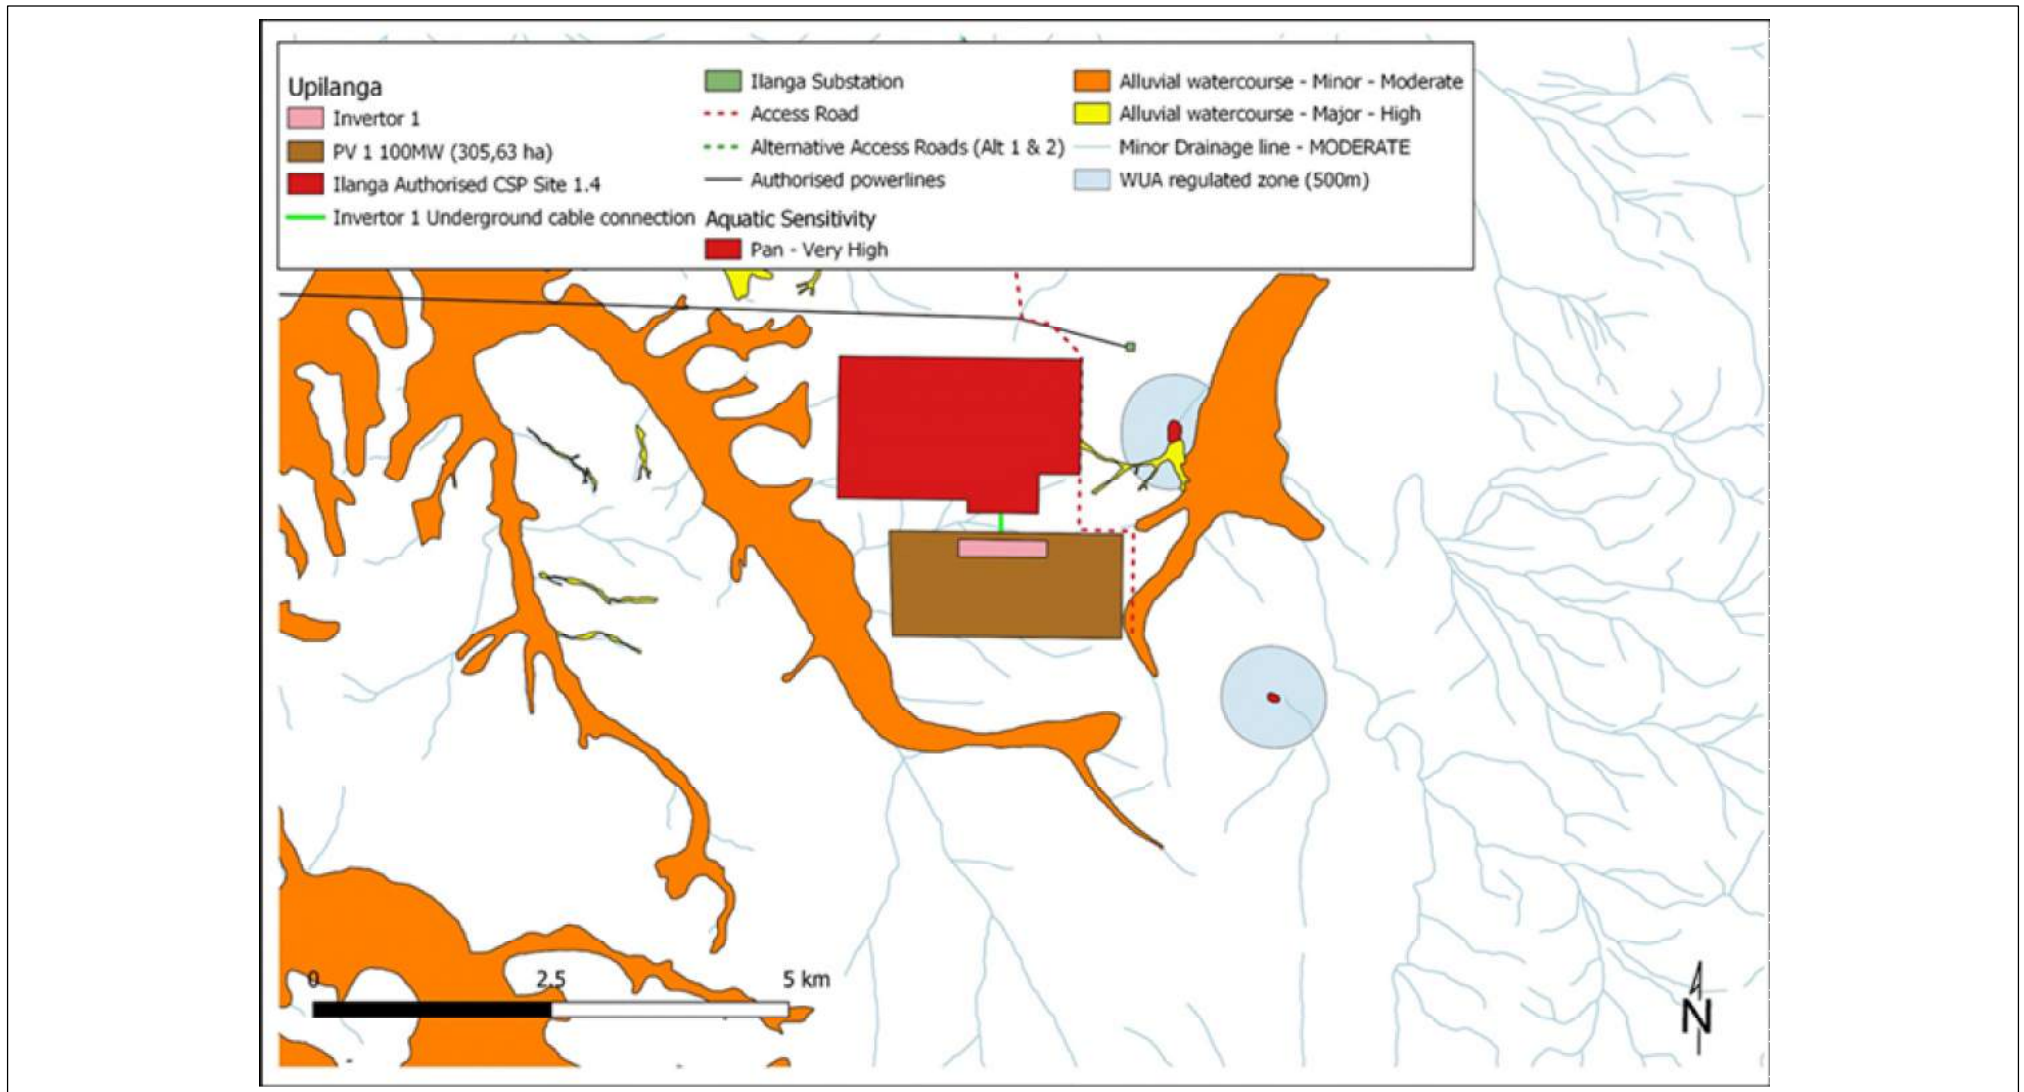 Upilanga
Invertor 1
PV 1 100MW (305,63 ha)
Ilanga Authorised CSP Site 1.4
Invertor 1 Underground cable connection
Ilanga Substation
Access Road
Alternative Access Roads (Alt 1 & 2)
Authorised powerlines
Aquatic Sensitivity
Pan - Very High
Alluvial watercourse - Minor - Moderate
Alluvial watercourse - Major - High
Minor Drainage line - MODERATE
WUA regulated zone (500m)
0 2.5 5 km
N